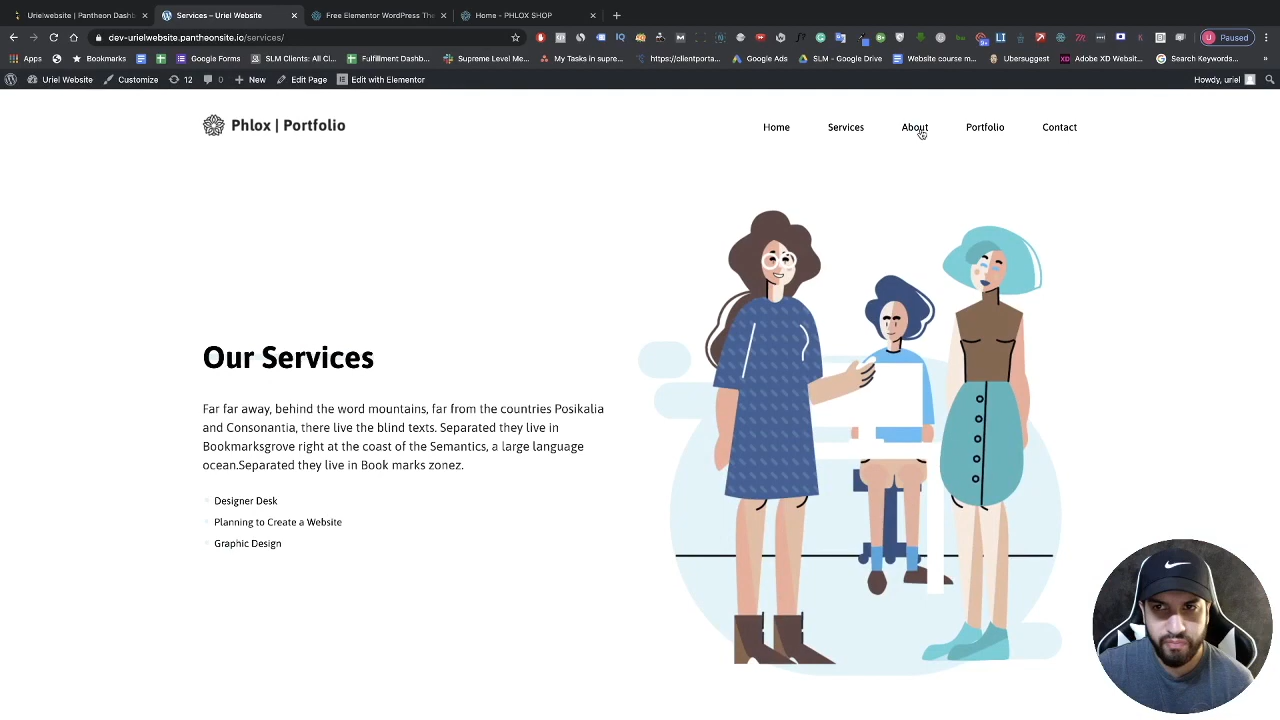 Urielwebsite | Pantheon Dashb
Services – Uriel Website
Free Elementor WordPress The
Home - PHLOX SHOP
dev-urielwebsite.pantheonsite.io/services/
IQ
LI
9+
U Paused
Apps
Bookmarks
Google Forms
SLM Clients: All Cl...
Fulfillment Dashb...
Supreme Level Me...
My Tasks in supre...
https://clientporta...
Google Ads
SLM - Google Drive
Website course m...
Ubersuggest
XD Adobe XD Websit...
Search Keywords...
»
Uriel Website
Customize
12
0
New
Edit Page
Edit with Elementor
Howdy, uriel
Phlox | Portfolio
Home
Services
About
Portfolio
Contact
Our Services
Far far away, behind the word mountains, far from the countries Posikalia
and Consonantia, there live the blind texts. Separated they live in
Bookmarksgrove right at the coast of the Semantics, a large language
ocean.Separated they live in Book marks zonez.
Designer Desk
Planning to Create a Website
Graphic Design